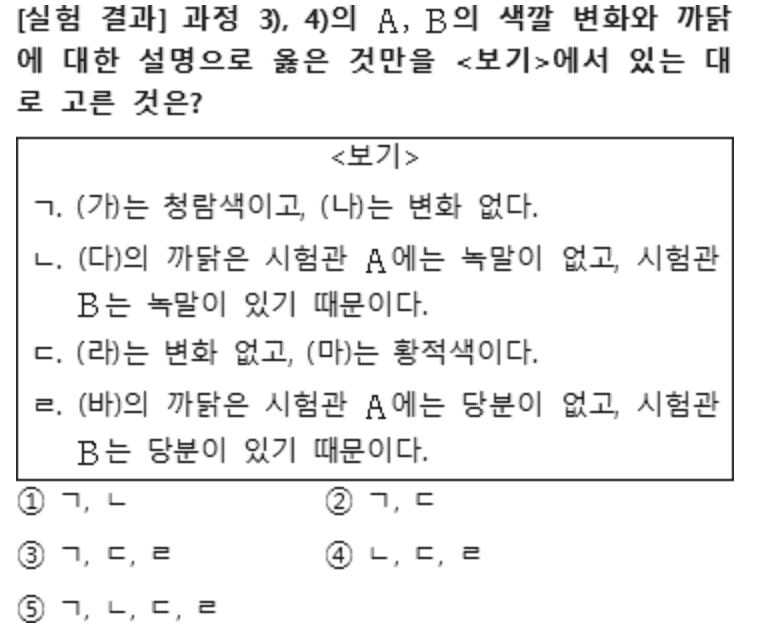 [실험 결과] 과정 3), 4)의 A, B의 색깔 변화와 까닭
에 대한 설명으로 옳은 것만을 <보기>에서 있는 대
로 고른 것은?
<보기>
ㄱ. (가)는 청람색이고, (나)는 변화 없다.
ㄴ. (다)의 까닭은 시험관 A에는 녹말이 없고, 시험관
B는 녹말이 있기 때문이다.
ㄷ. (라)는 변화 없고, (마)는 황적색이다.
ㄹ. (바)의 까닭은 시험관 A에는 당분이 없고, 시험관
B는 당분이 있기 때문이다.
① ㄱ, ㄴ ② ㄱ, ㄷ
③ ㄱ, ㄷ, ㄹ ④ ㄴ, ㄷ, ㄹ
⑤ ㄱ, ㄴ, ㄷ, ㄹ